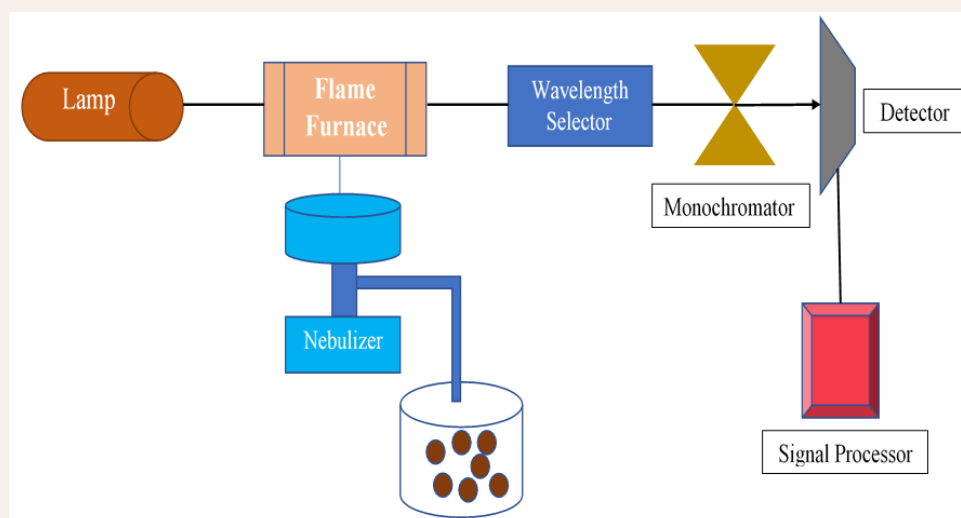 Lamp
Flame
Furnace
Wavelength
Selector
Detector
Monochromator
Nebulizer
Signal Processor